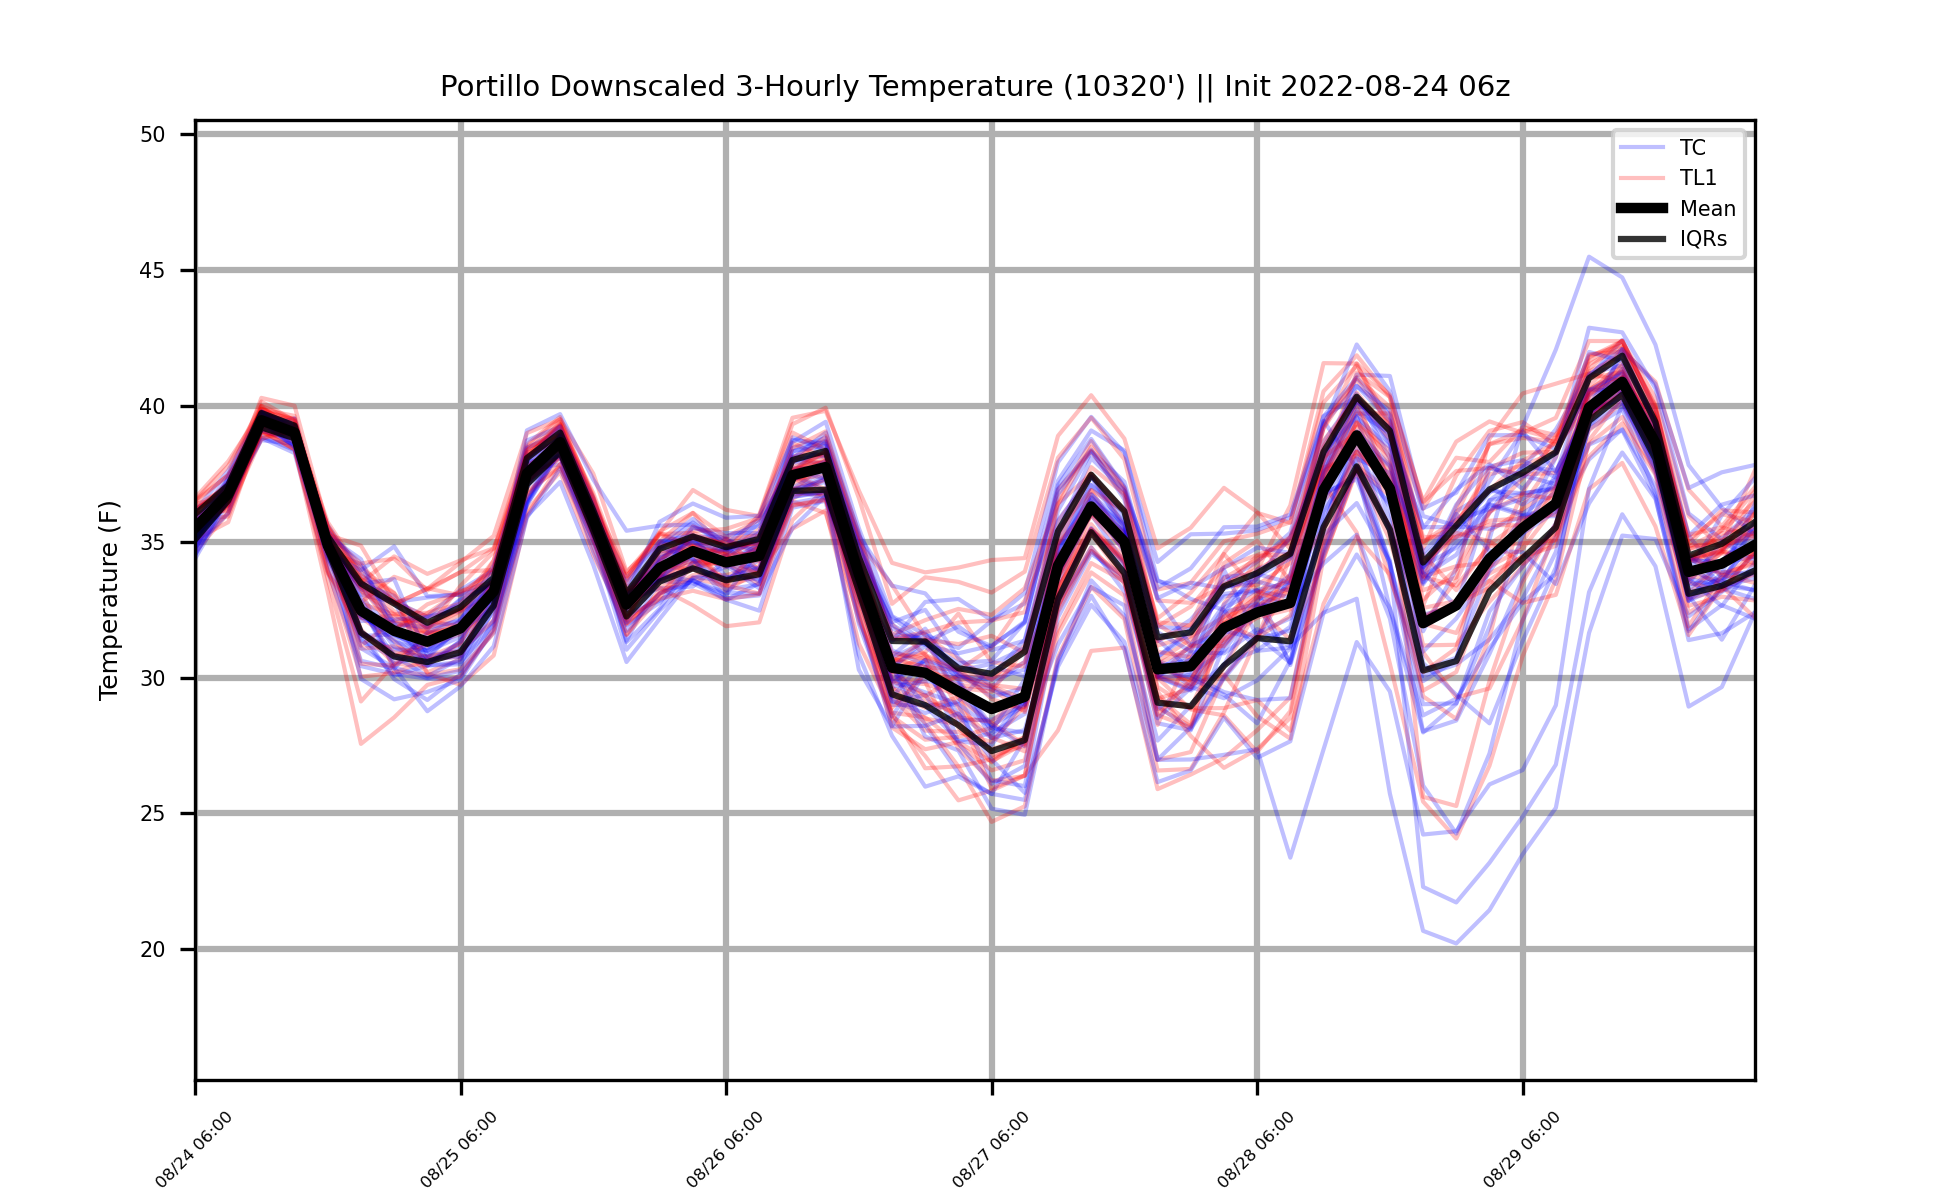 Portillo Downscaled 3-Hourly Temperature (10320') || Init 2022-08-24 06z
TC
TL1
Mean
IQRs
Temperature (F)
50
45
40
35
30
25
20
08/24 06:00
08/25 06:00
08/26 06:00
08/27 06:00
08/28 06:00
08/29 06:00